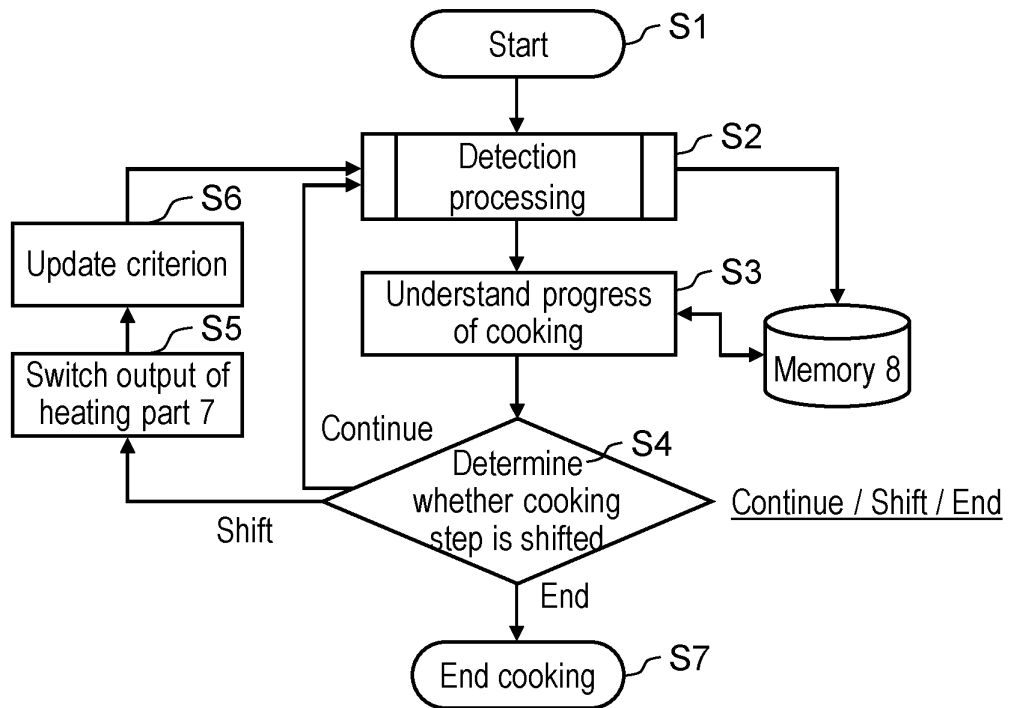 Start
S1
Detection
processing
S2
S6
Update criterion
Understand progress
of cooking
S3
S5
Switch output of
heating part 7
Memory 8
Continue
S4
Determine
whether cooking
step is shifted
Continue / Shift / End
Shift
End
End cooking
S7